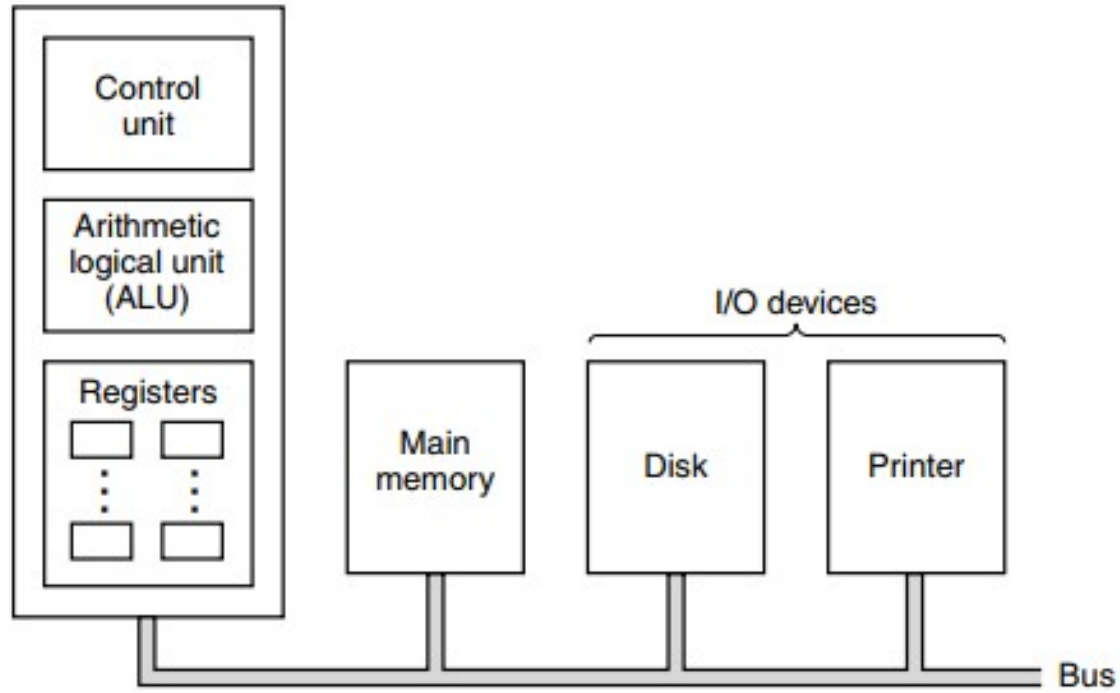 Control
unit
Arithmetic
logical unit
(ALU)
Registers
I/O devices
Main
memory
Disk
Printer
Bus